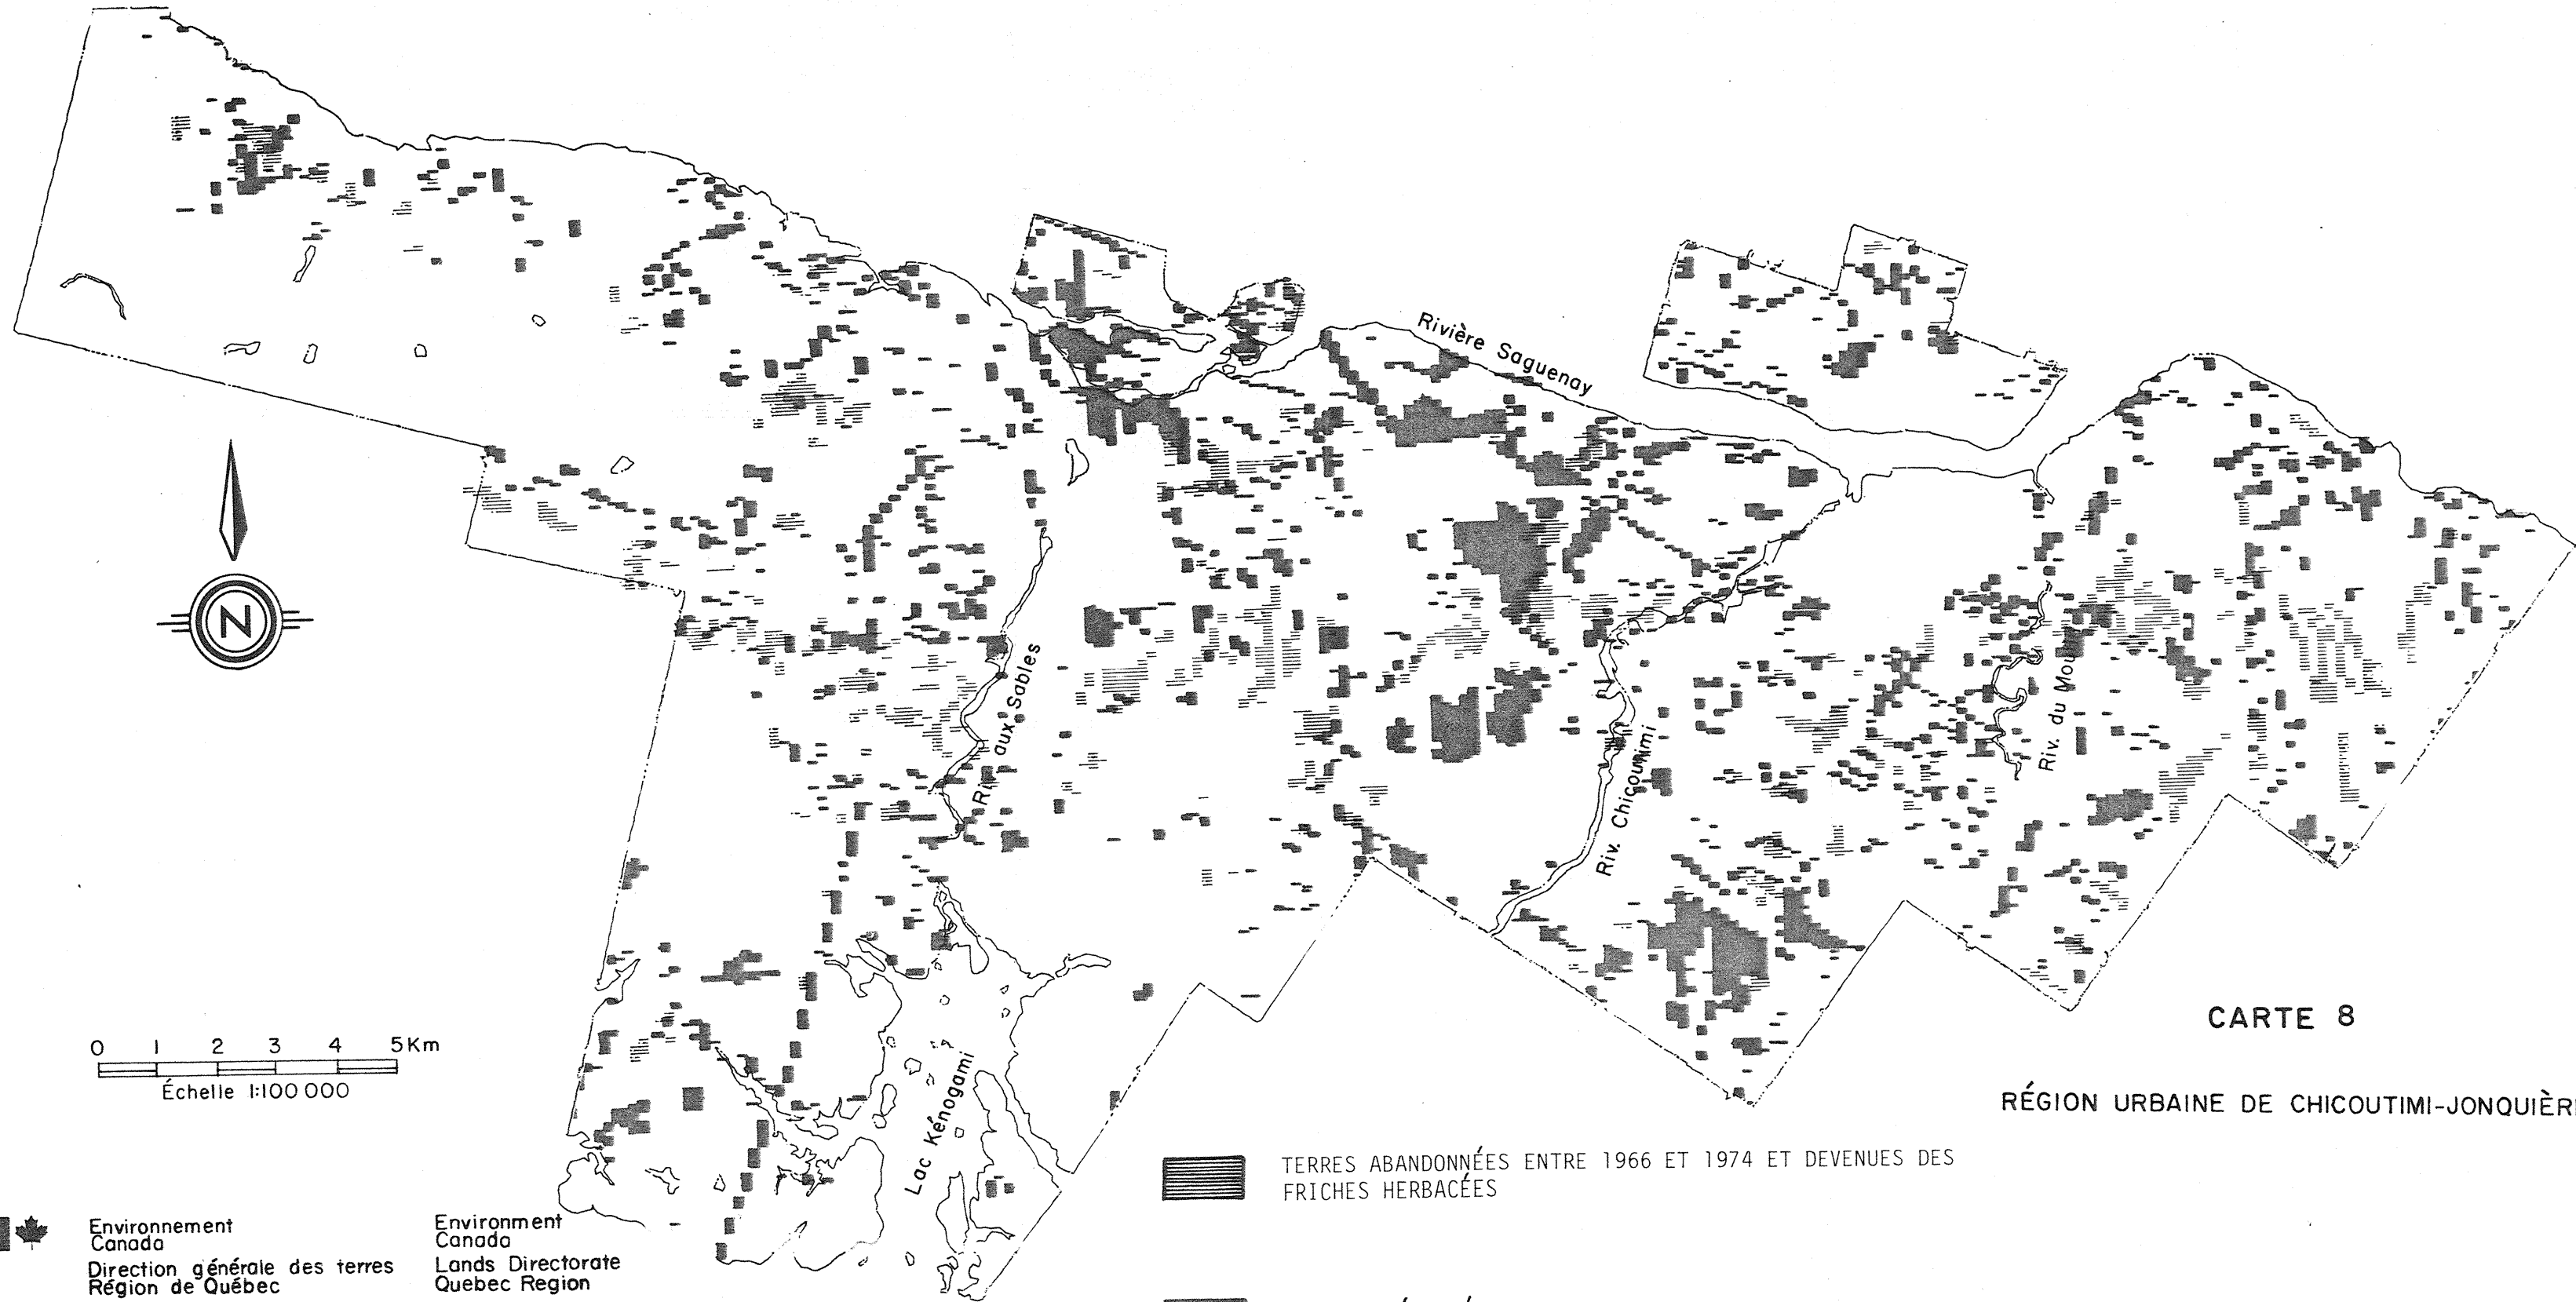 Rivière Saguenay
N
Riv. aux Sables
Riv. Chicoutimi
Riv. du Moulin
Lac Kénogami
0 1 2 3 4 5 Km
Échelle 1:100 000
CARTE 8
RÉGION URBAINE DE CHICOUTIMI-JONQUIÈR
TERRES ABANDONNÉES ENTRE 1966 ET 1974 ET DEVENUES DES
FRICHES HERBACÉES
Environnement
Canada
Direction générale des terres
Région de Québec
Environment
Canada
Lands Directorate
Quebec Region